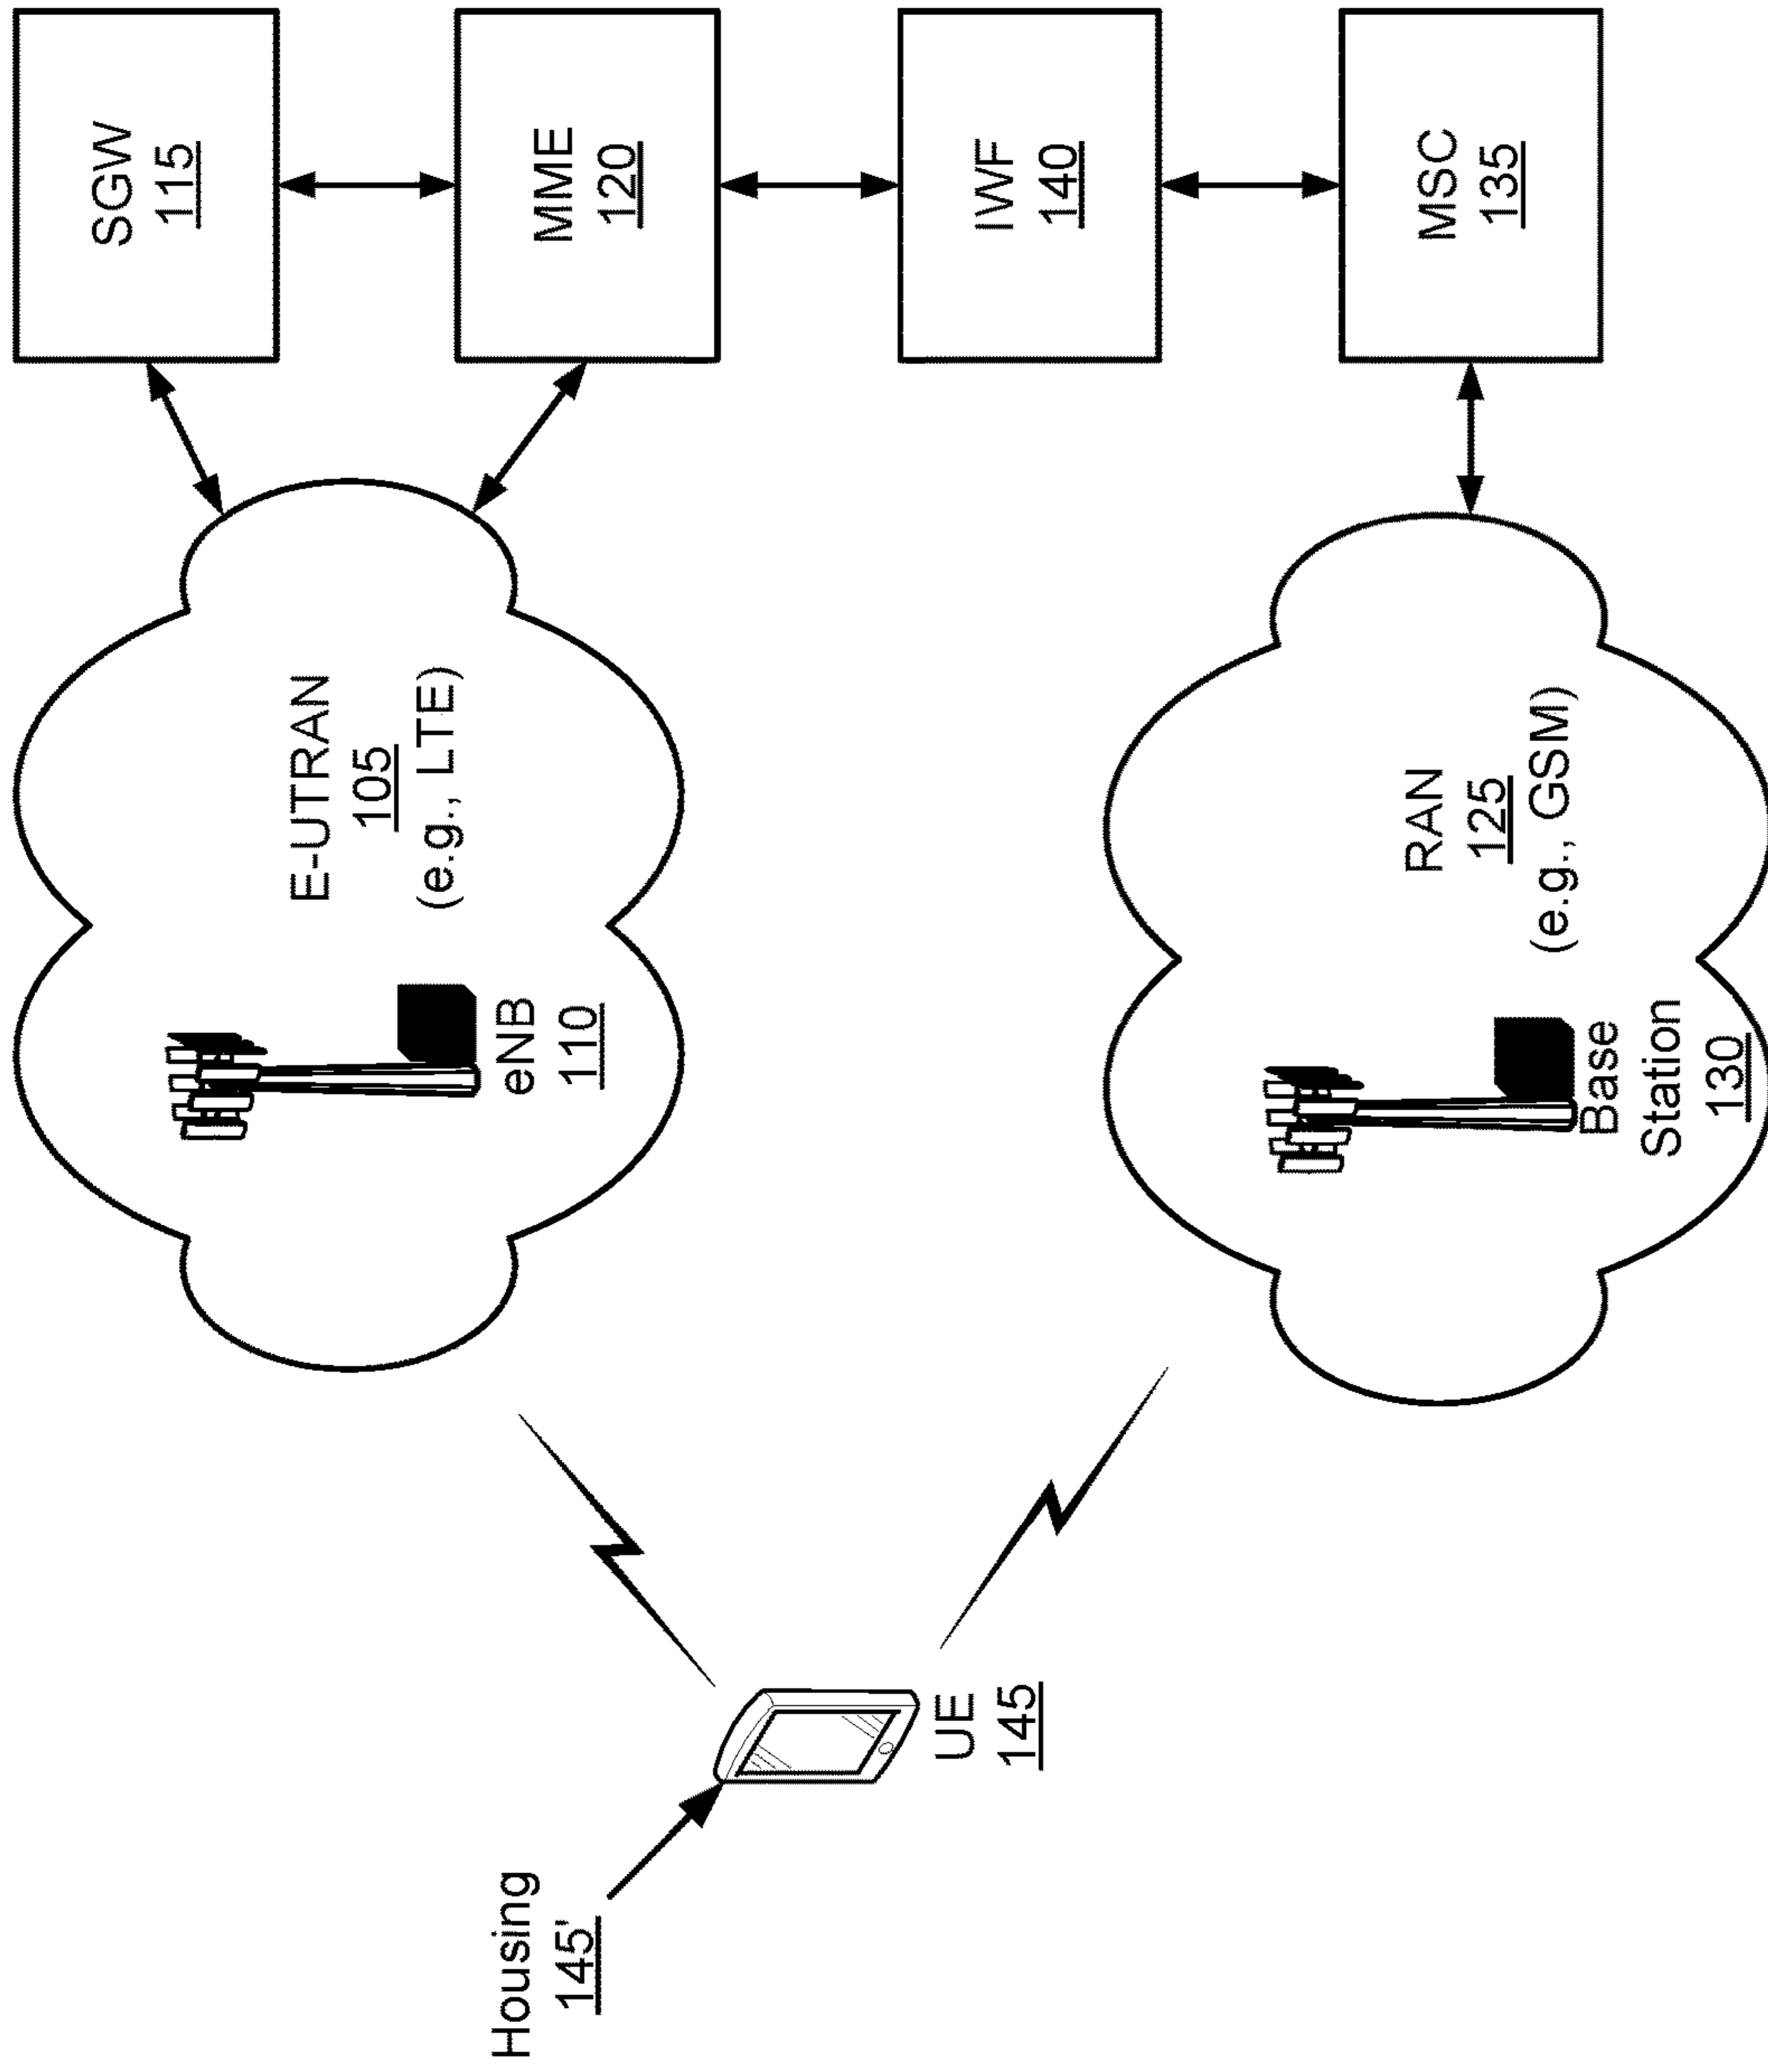 SGW
115
MME
120
IWF
140
MSC
135
E-UTRAN
105
(e.g., LTE)
eNB
110
RAN
125
(e.g., GSM)
Base
Station
130
Housing
145'
UE
145